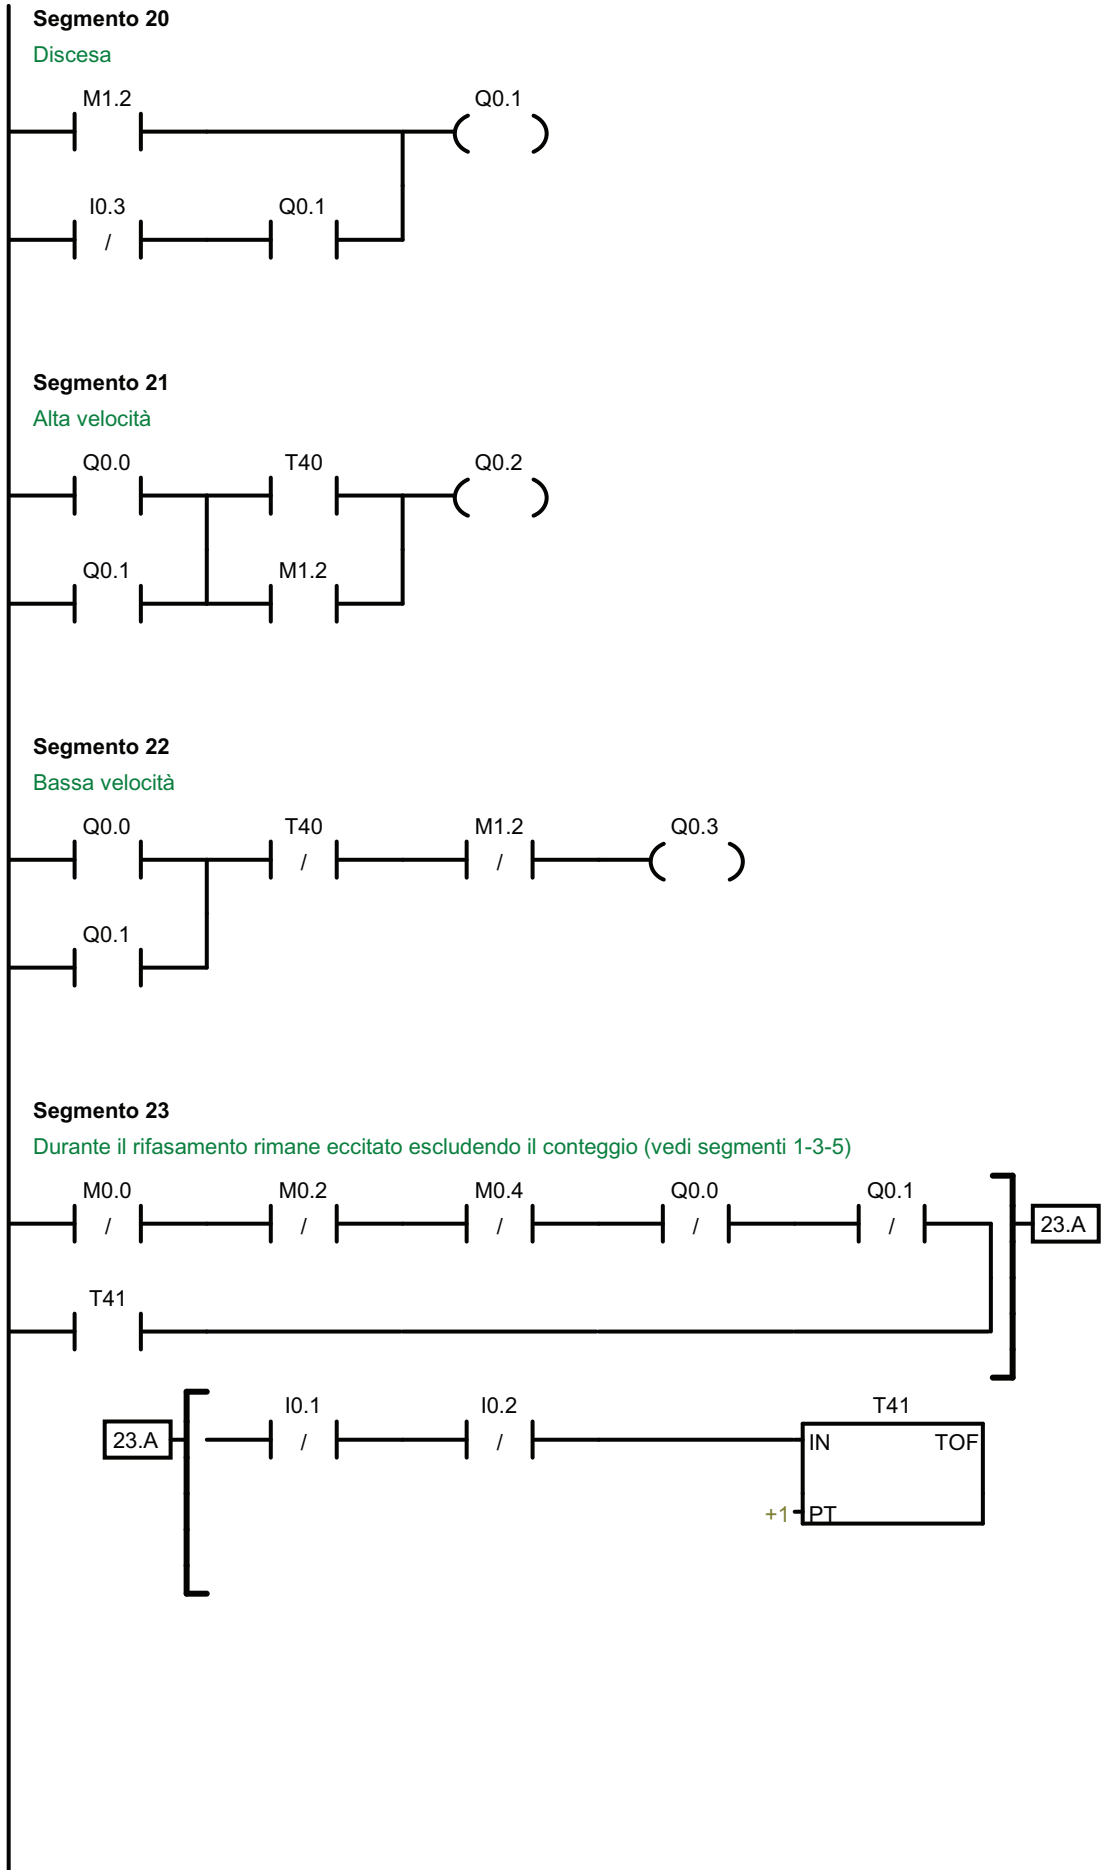 Segmento 20
Discesa
M1.2 Q0.1
I0.3 Q0.1
/
Segmento 21
Alta velocità
Q0.0 T40 Q0.2
Q0.1 M1.2
Segmento 22
Bassa velocità
Q0.0 T40 M1.2 Q0.3
/ /
Q0.1
Segmento 23
Durante il rifasamento rimane eccitato escludendo il conteggio (vedi segmenti 1-3-5)
M0.0 M0.2 M0.4 Q0.0 Q0.1
/ / / / / 23.A
T41
I0.1 I0.2 T41
23.A / / IN TOF
+1 PT